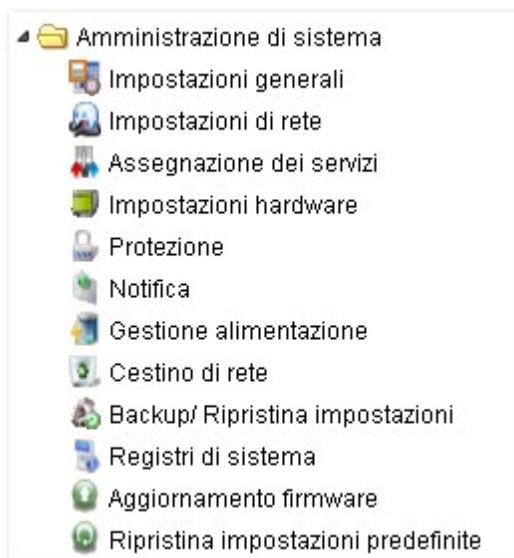 Amministrazione di sistema
Impostazioni generali
Impostazioni di rete
Assegnazione dei servizi
Impostazioni hardware
Protezione
Notifica
Gestione alimentazione
Cestino di rete
Backup/ Ripristina impostazioni
Registri di sistema
Aggiornamento firmware
Ripristina impostazioni predefinite